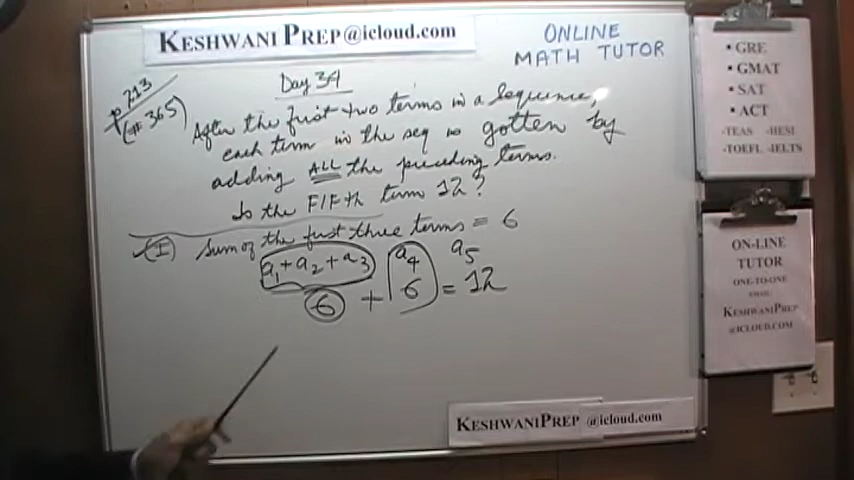 KESHWANI PREP@icloud.com
ONLINE
MATH TUTOR
Day 34
p 213
(# 365)
After the first two terms in a sequence,
each term in the seq is gotten by
adding ALL the preceding terms.
Is the FIFth term 12?
(I) Sum of the first three terms = 6
a1 + a2 + a3 a4 a5
6 + 6 = 12
• GRE
• GMAT
• SAT
• ACT
-TEAS -HESI
-TOEFL -IELTS
ON-LINE
TUTOR
ONE-TO-ONE
EMAIL
KESHWANIPREP
@ICLOUD.COM
KESHWANIPREP @icloud.com